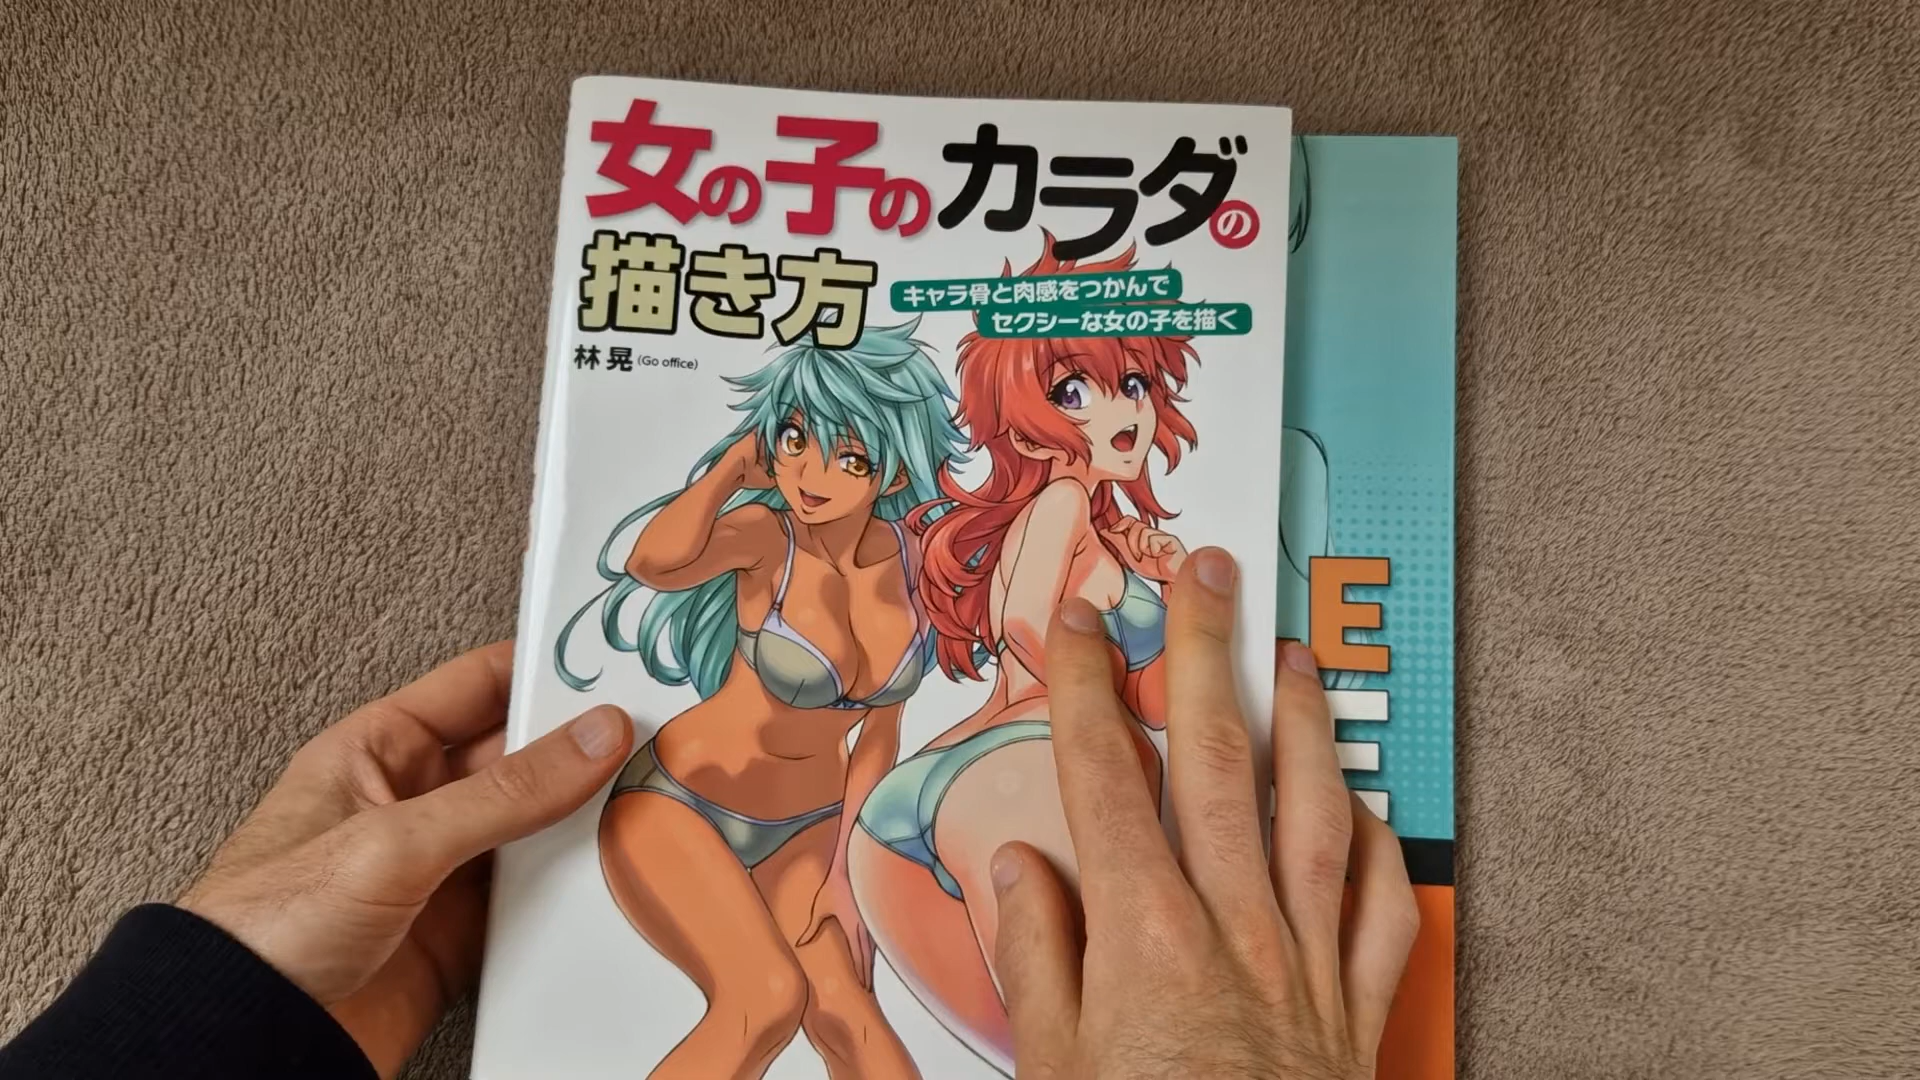 女の子のカラダの
描き方
キャラ骨と肉感をつかんで
セクシーな女の子を描く
林 晃 (Go office)
E
E